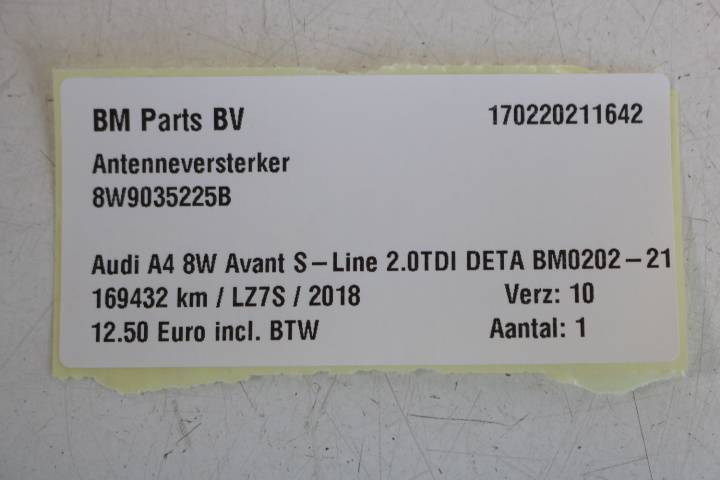 BM Parts BV 170220211642
Antenneversterker
8W9035225B
Audi A4 8W Avant S-Line 2.0TDI DETA BM0202-21
169432 km / LZ7S / 2018 Verz: 10
12.50 Euro incl. BTW Aantal: 1